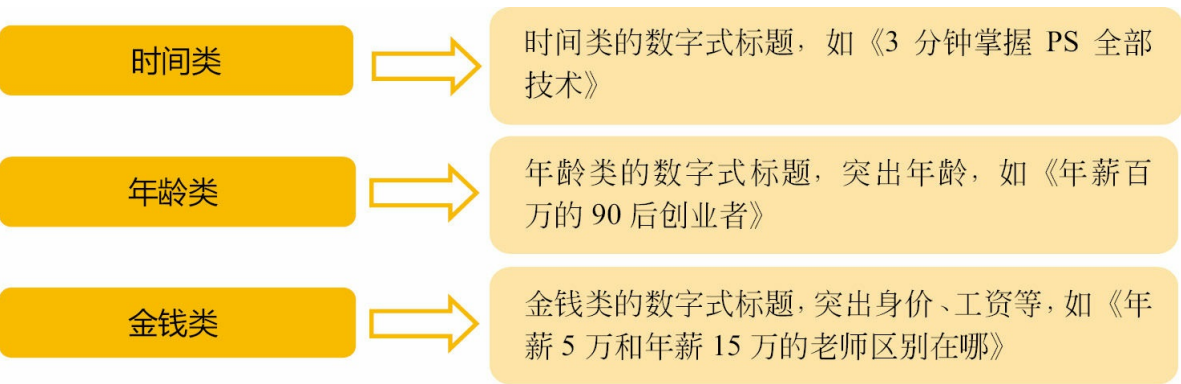 时间类
时间类的数字式标题，如《3 分钟掌握 PS 全部
技术》
年龄类
年龄类的数字式标题，突出年龄，如《年薪百
万的 90 后创业者》
金钱类
金钱类的数字式标题，突出身价、工资等，如《年
薪 5 万和年薪 15 万的老师区别在哪》